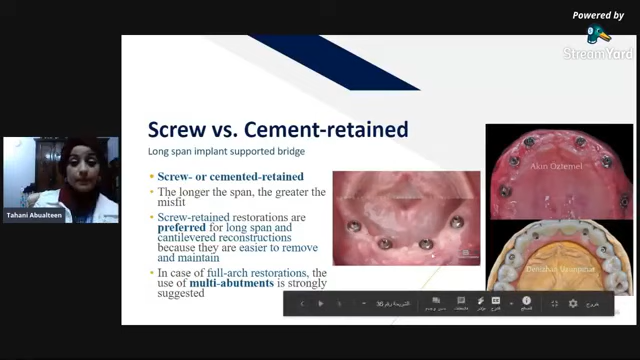 Powered by
StreamYard
Screw vs. Cement-retained
Long span implant supported bridge
Screw- or cemented-retained
The longer the span, the greater the
misfit
Screw-retained restorations are
preferred for long span and
cantilevered reconstructions
because they are easier to remove
and maintain
In case of full-arch restorations, the
use of multi-abutments is strongly
suggested
Akın Özlemel
Tahani Abualteen
خروج